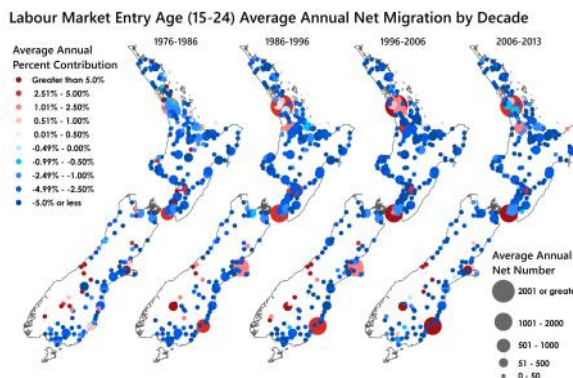 Labour Market Entry Age (15-24) Average Annual Net Migration by Decade
1976-1986
1986-1996
1996-2006
2006-2013
Average Annual
Percent Contribution
Greater than 5.0%
2.51% - 5.00%
1.01% - 2.50%
0.51% - 1.00%
0.01% - 0.50%
-0.49% - 0.00%
-0.99% - -0.50%
-2.49% - -1.00%
-4.99% - -2.50%
-5.0% or less
Average Annual
Net Number
2001 or greate
1001 - 2000
501 - 1000
51 - 500
0 - 50